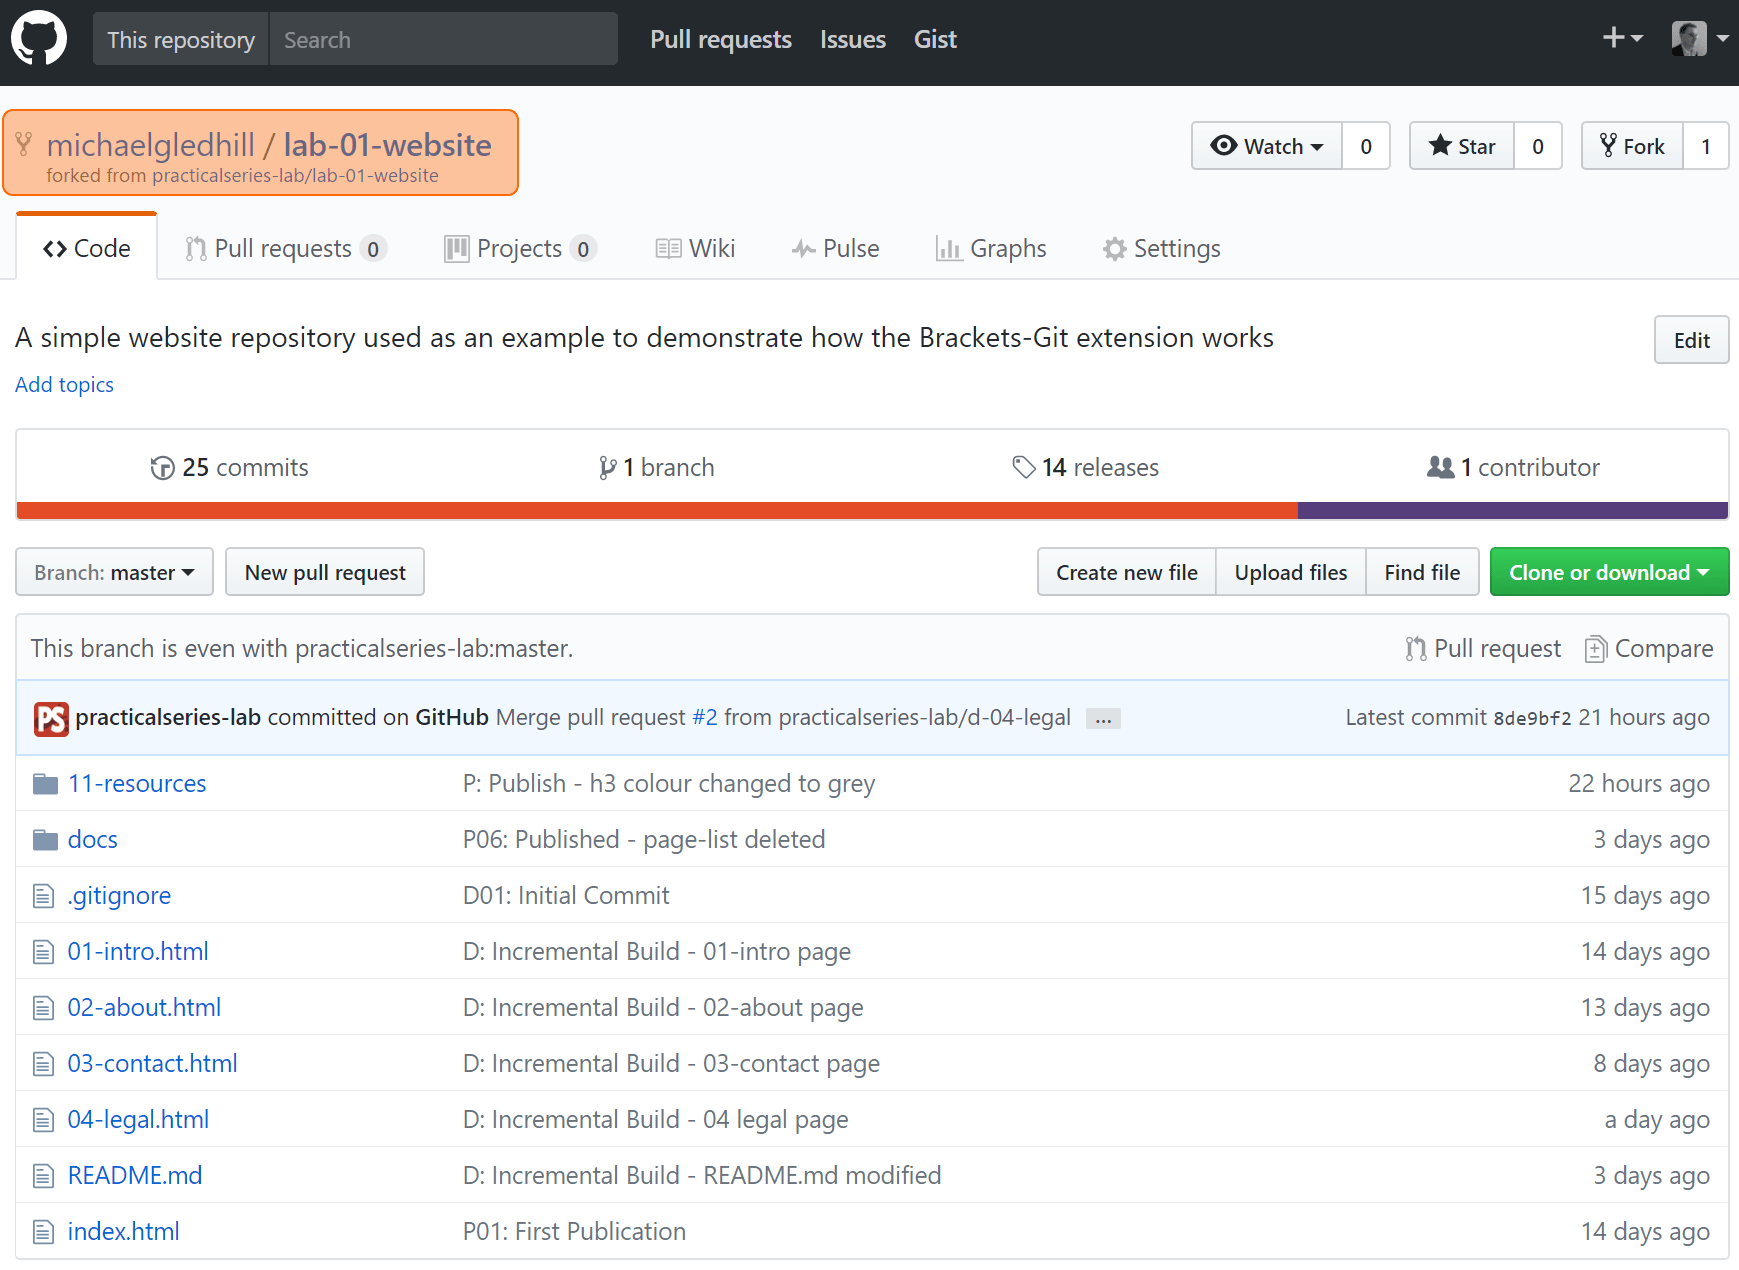 This repository Search Pull requests Issues Gist
michaelgledhill / lab-01-website
forked from practicalseries-lab/lab-01-website
Watch 0 Star 0 Fork 1
Code Pull requests 0 Projects 0 Wiki Pulse Graphs Settings
A simple website repository used as an example to demonstrate how the Brackets-Git extension works
Edit
Add topics
25 commits 1 branch 14 releases 1 contributor
Branch: master New pull request Create new file Upload files Find file Clone or download
This branch is even with practicalseries-lab:master. Pull request Compare
PS practicalseries-lab committed on GitHub Merge pull request #2 from practicalseries-lab/d-04-legal ... Latest commit 8de9bf2 21 hours ago
11-resources P: Publish - h3 colour changed to grey 22 hours ago
docs P06: Published - page-list deleted 3 days ago
.gitignore D01: Initial Commit 15 days ago
01-intro.html D: Incremental Build - 01-intro page 14 days ago
02-about.html D: Incremental Build - 02-about page 13 days ago
03-contact.html D: Incremental Build - 03-contact page 8 days ago
04-legal.html D: Incremental Build - 04 legal page a day ago
README.md D: Incremental Build - README.md modified 3 days ago
index.html P01: First Publication 14 days ago